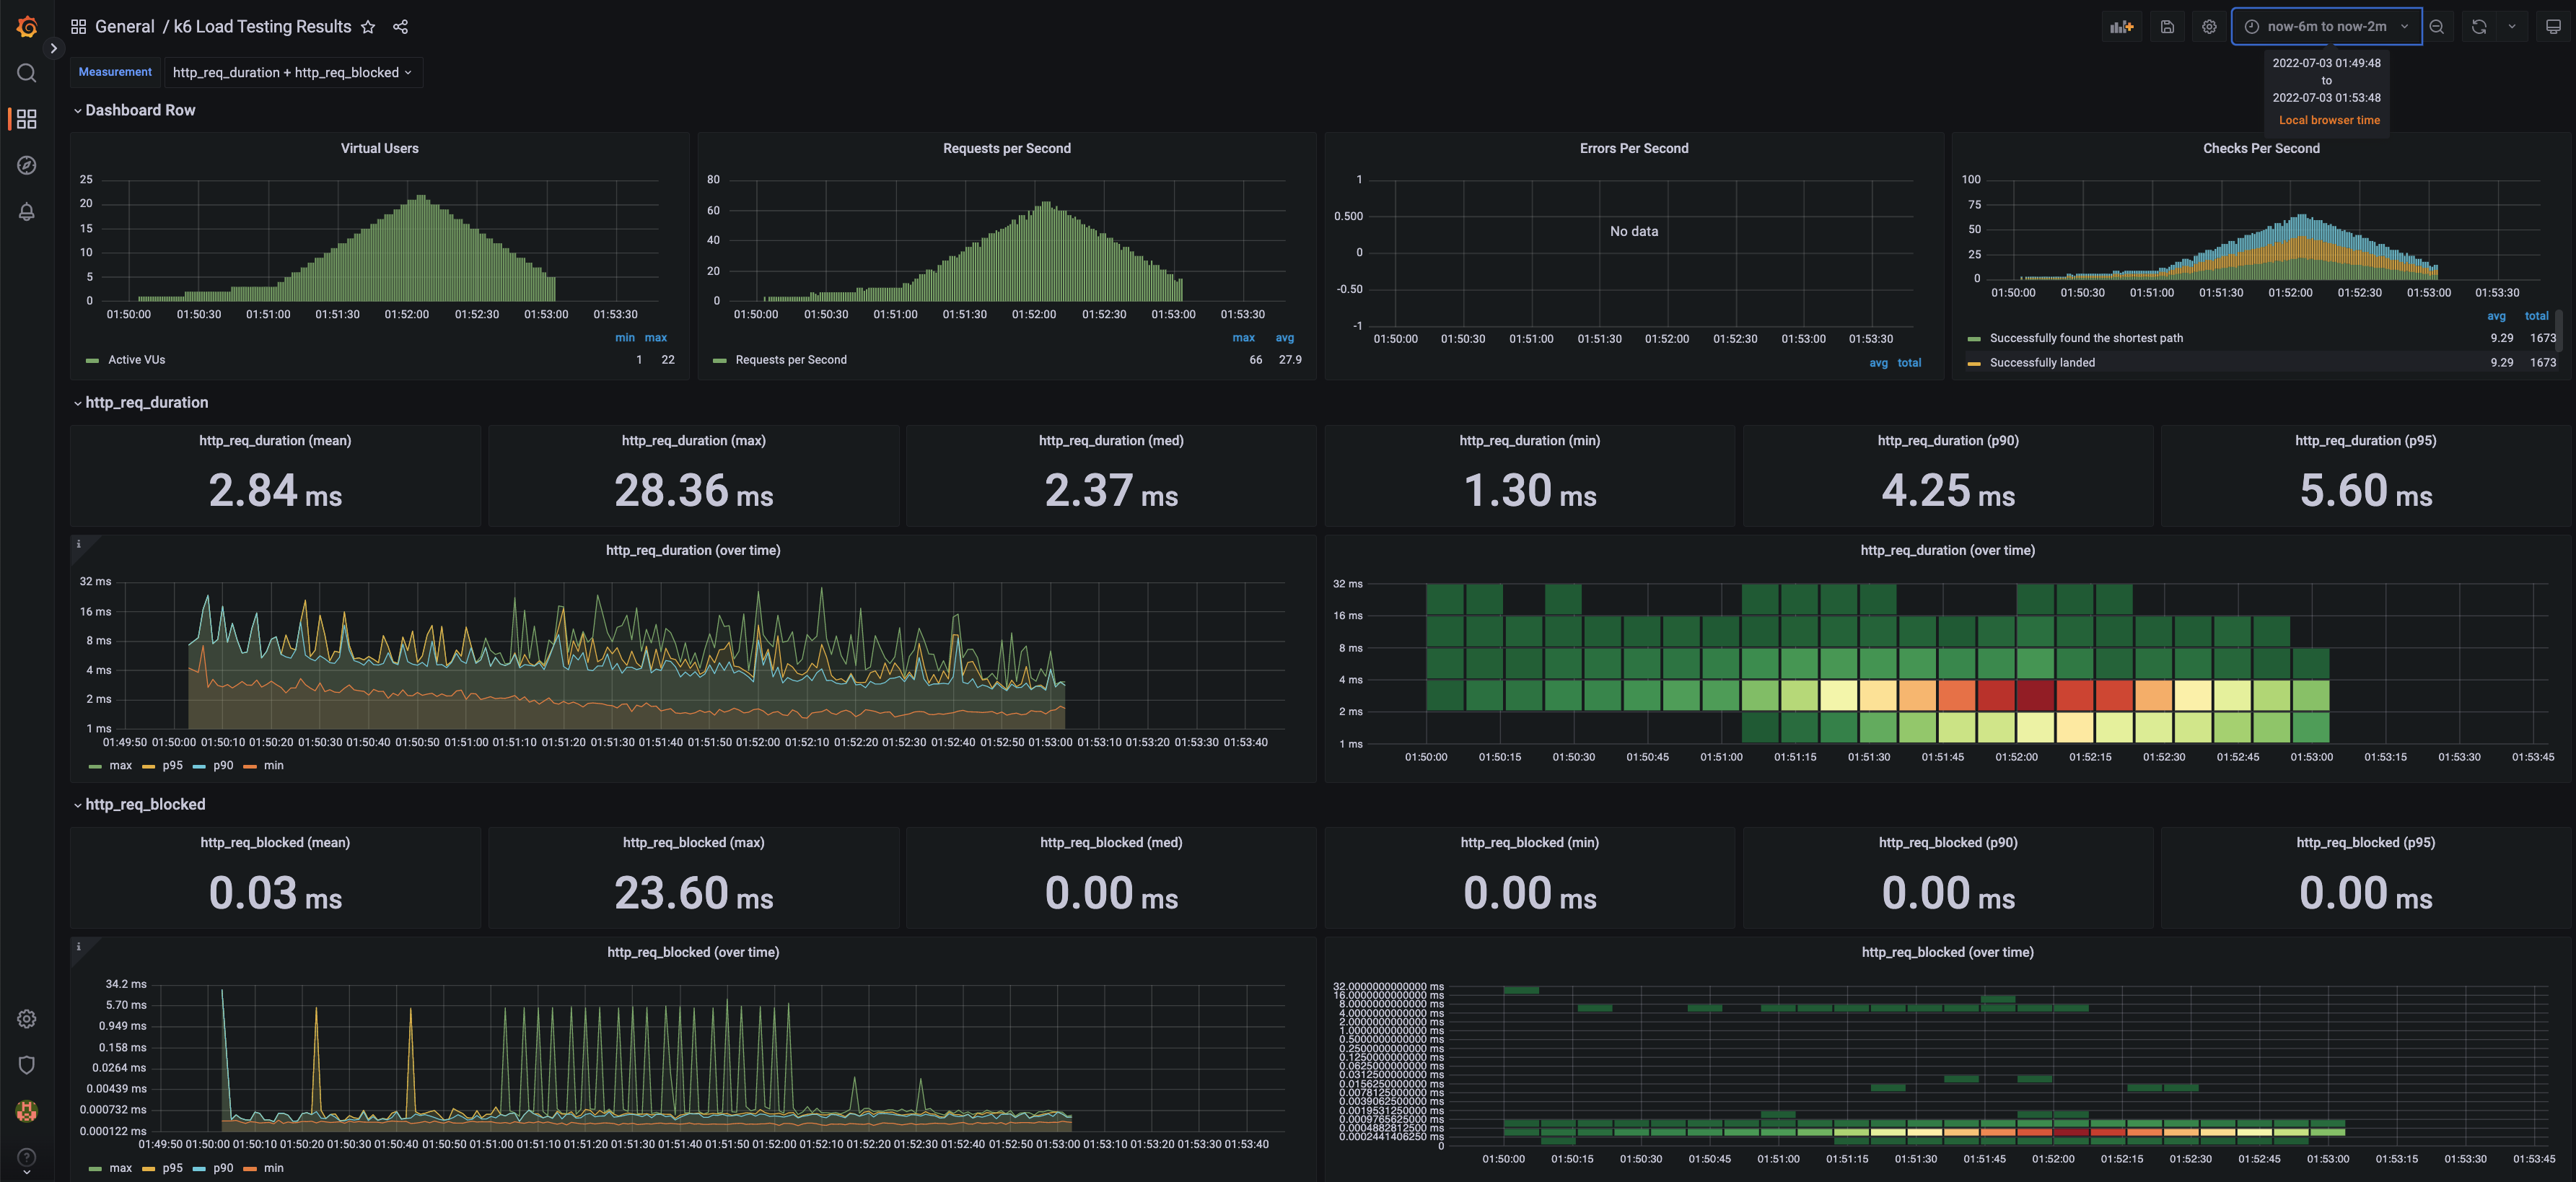 General / k6 Load Testing Results
now-6m to now-2m
2022-07-03 01:49:48
to
2022-07-03 01:53:48
Local browser time
Measurement http_req_duration + http_req_blocked
Dashboard Row
Virtual Users
25
20
15
10
5
0
01:50:00 01:50:30 01:51:00 01:51:30 01:52:00 01:52:30 01:53:00 01:53:30
min max
Active VUs 1 22
Requests per Second
80
60
40
20
0
01:50:00 01:50:30 01:51:00 01:51:30 01:52:00 01:52:30 01:53:00 01:53:30
max avg
Requests per Second 66 27.9
Errors Per Second
1
0.500
0
-0.50
-1
No data
01:50:00 01:50:30 01:51:00 01:51:30 01:52:00 01:52:30 01:53:00 01:53:30
avg total
Checks Per Second
100
75
50
25
0
01:50:00 01:50:30 01:51:00 01:51:30 01:52:00 01:52:30 01:53:00 01:53:30
avg total
Successfully found the shortest path 9.29 1673
Successfully landed 9.29 1673
http_req_duration
http_req_duration (mean)
2.84 ms
http_req_duration (max)
28.36 ms
http_req_duration (med)
2.37 ms
http_req_duration (min)
1.30 ms
http_req_duration (p90)
4.25 ms
http_req_duration (p95)
5.60 ms
http_req_duration (over time)
32 ms
16 ms
8 ms
4 ms
2 ms
1 ms
01:49:50 01:50:00 01:50:10 01:50:20 01:50:30 01:50:40 01:50:50 01:51:00 01:51:10 01:51:20 01:51:30 01:51:40 01:51:50 01:52:00 01:52:10 01:52:20 01:52:30 01:52:40 01:52:50 01:53:00 01:53:10 01:53:20 01:53:30 01:53:40
max p95 p90 min
http_req_duration (over time)
32 ms
16 ms
8 ms
4 ms
2 ms
1 ms
01:50:00 01:50:15 01:50:30 01:50:45 01:51:00 01:51:15 01:51:30 01:51:45 01:52:00 01:52:15 01:52:30 01:52:45 01:53:00 01:53:15 01:53:30 01:53:45
http_req_blocked
http_req_blocked (mean)
0.03 ms
http_req_blocked (max)
23.60 ms
http_req_blocked (med)
0.00 ms
http_req_blocked (min)
0.00 ms
http_req_blocked (p90)
0.00 ms
http_req_blocked (p95)
0.00 ms
http_req_blocked (over time)
34.2 ms
5.70 ms
0.949 ms
0.158 ms
0.0264 ms
0.00439 ms
0.000732 ms
0.000122 ms
01:49:50 01:50:00 01:50:10 01:50:20 01:50:30 01:50:40 01:50:50 01:51:00 01:51:10 01:51:20 01:51:30 01:51:40 01:51:50 01:52:00 01:52:10 01:52:20 01:52:30 01:52:40 01:52:50 01:53:00 01:53:10 01:53:20 01:53:30 01:53:40
max p95 p90 min
http_req_blocked (over time)
32.0000000000000 ms
16.0000000000000 ms
8.0000000000000 ms
4.0000000000000 ms
2.0000000000000 ms
1.0000000000000 ms
0.5000000000000 ms
0.2500000000000 ms
0.1250000000000 ms
0.0625000000000 ms
0.0312500000000 ms
0.0156250000000 ms
0.0078125000000 ms
0.0039062500000 ms
0.0019531250000 ms
0.0009765625000 ms
0.0004882812500 ms
0.0002441406250 ms
0
01:50:00 01:50:15 01:50:30 01:50:45 01:51:00 01:51:15 01:51:30 01:51:45 01:52:00 01:52:15 01:52:30 01:52:45 01:53:00 01:53:15 01:53:30 01:53:45